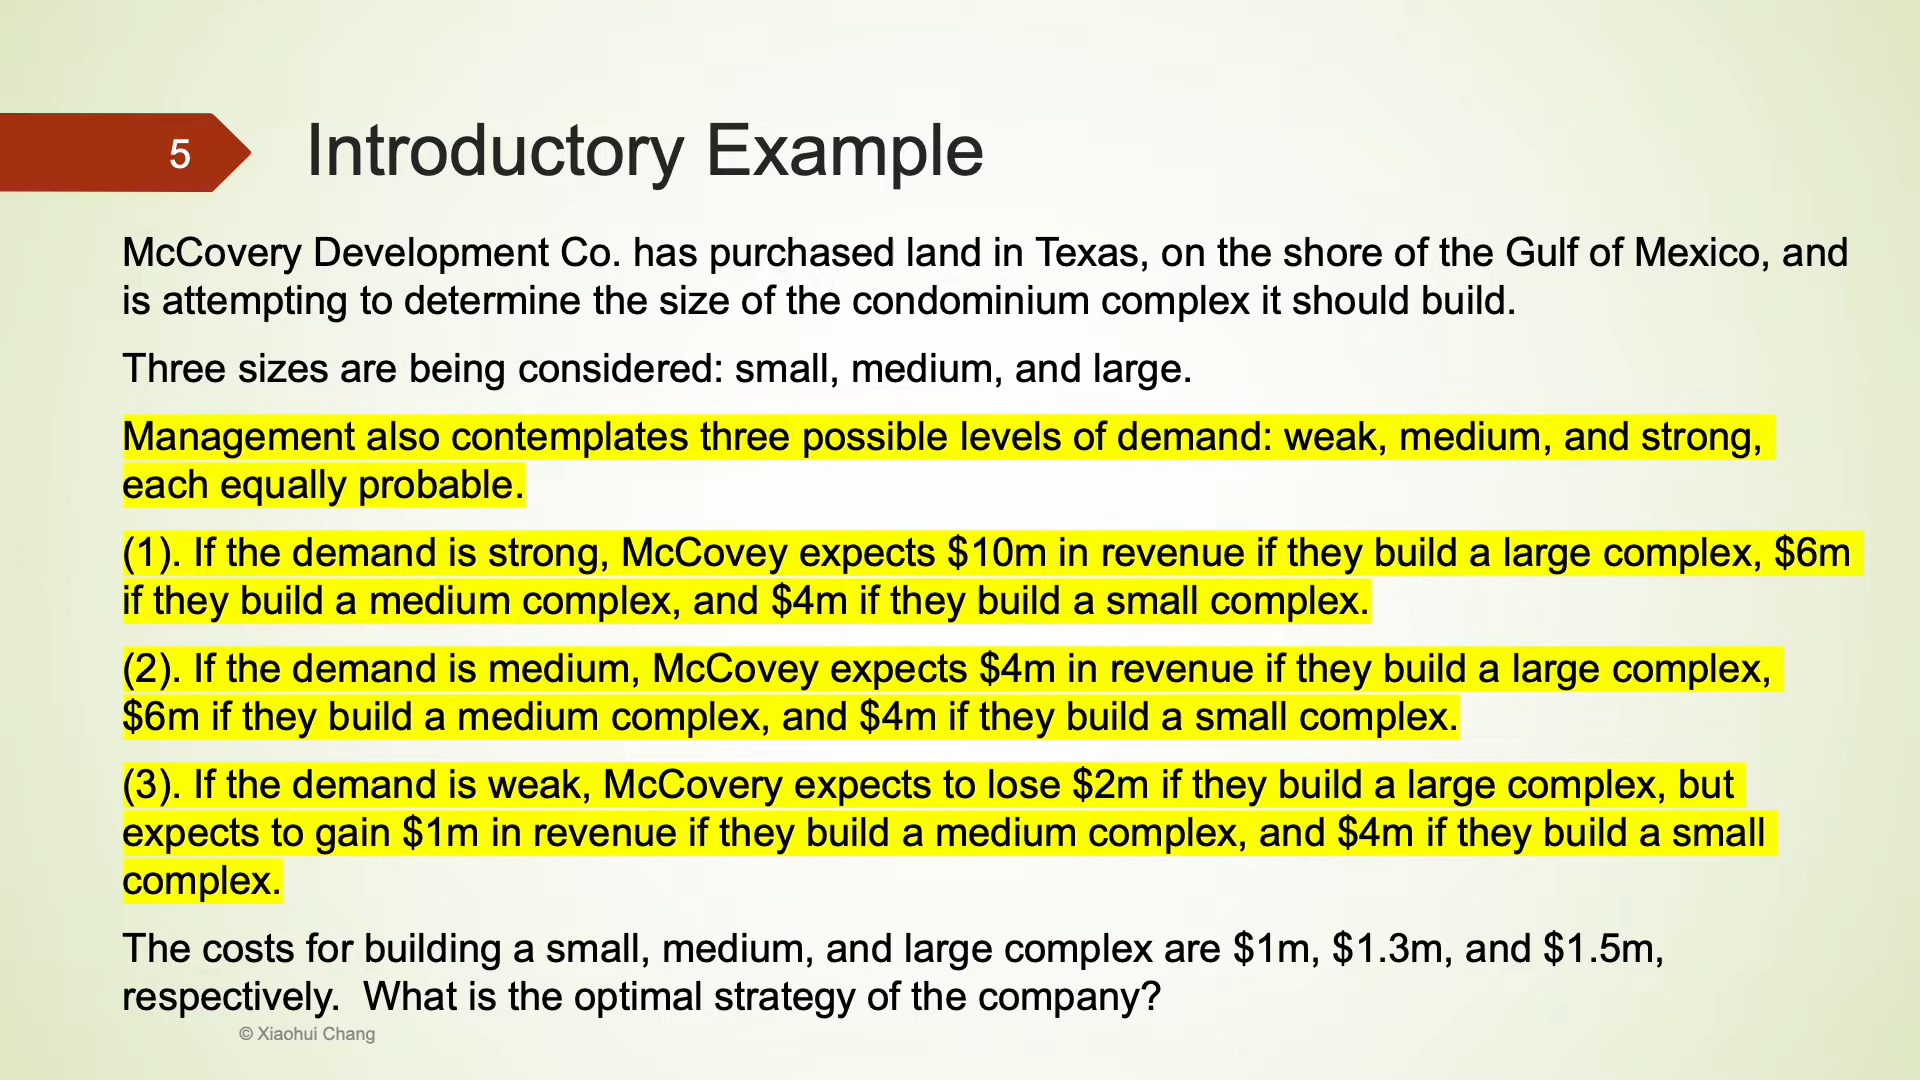 5
Introductory Example
McCovery Development Co. has purchased land in Texas, on the shore of the Gulf of Mexico, and
is attempting to determine the size of the condominium complex it should build.
Three sizes are being considered: small, medium, and large.
Management also contemplates three possible levels of demand: weak, medium, and strong,
each equally probable.
(1). If the demand is strong, McCovey expects $10m in revenue if they build a large complex, $6m
if they build a medium complex, and $4m if they build a small complex.
(2). If the demand is medium, McCovey expects $4m in revenue if they build a large complex,
$6m if they build a medium complex, and $4m if they build a small complex.
(3). If the demand is weak, McCovery expects to lose $2m if they build a large complex, but
expects to gain $1m in revenue if they build a medium complex, and $4m if they build a small
complex.
The costs for building a small, medium, and large complex are $1m, $1.3m, and $1.5m,
respectively.  What is the optimal strategy of the company?
© Xiaohui Chang